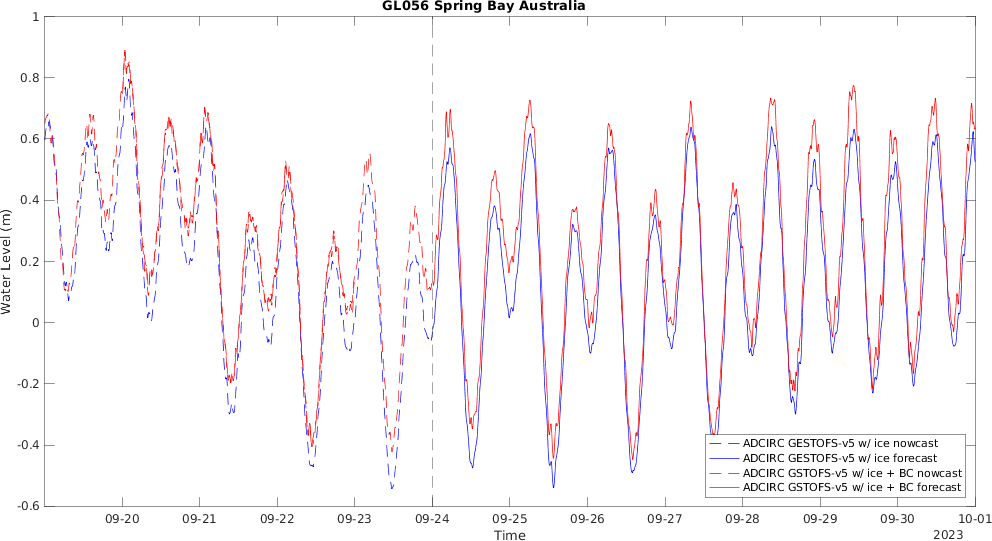 GL056 Spring Bay Australia
1
0.8
0.6
0.4
0.2
0
-0.2
-0.4
-0.6
Water Level (m)
ADCIRC GESTOFS-v5 w/ ice nowcast
ADCIRC GESTOFS-v5 w/ ice forecast
ADCIRC GSTOFS-v5 w/ ice + BC nowcast
ADCIRC GSTOFS-v5 w/ ice + BC forecast
09-20 09-21 09-22 09-23 09-24 09-25 09-26 09-27 09-28 09-29 09-30 10-01
Time
2023